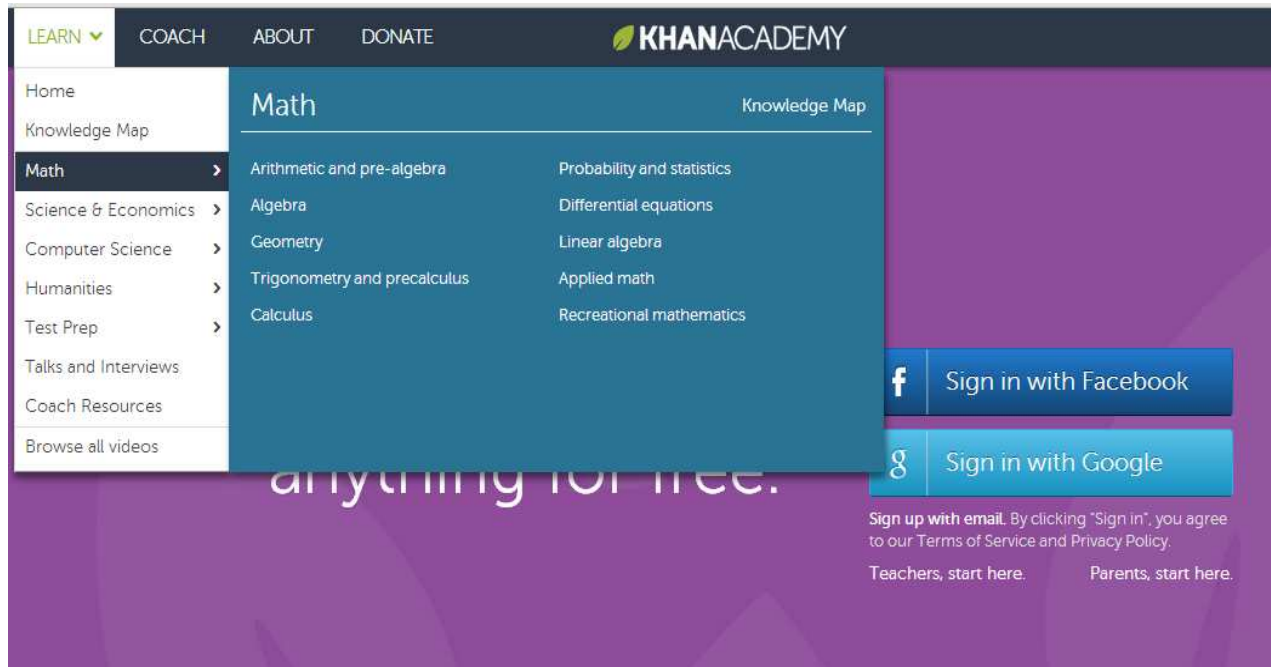 LEARN COACH ABOUT DONATE KHANACADEMY
Home
Knowledge Map
Math
Science & Economics
Computer Science
Humanities
Test Prep
Talks and Interviews
Coach Resources
Browse all videos
Math Knowledge Map
Arithmetic and pre-algebra
Algebra
Geometry
Trigonometry and precalculus
Calculus
Probability and statistics
Differential equations
Linear algebra
Applied math
Recreational mathematics
anything for free.
f Sign in with Facebook
g Sign in with Google
Sign up with email. By clicking "Sign in", you agree
to our Terms of Service and Privacy Policy.
Teachers, start here. Parents, start here.